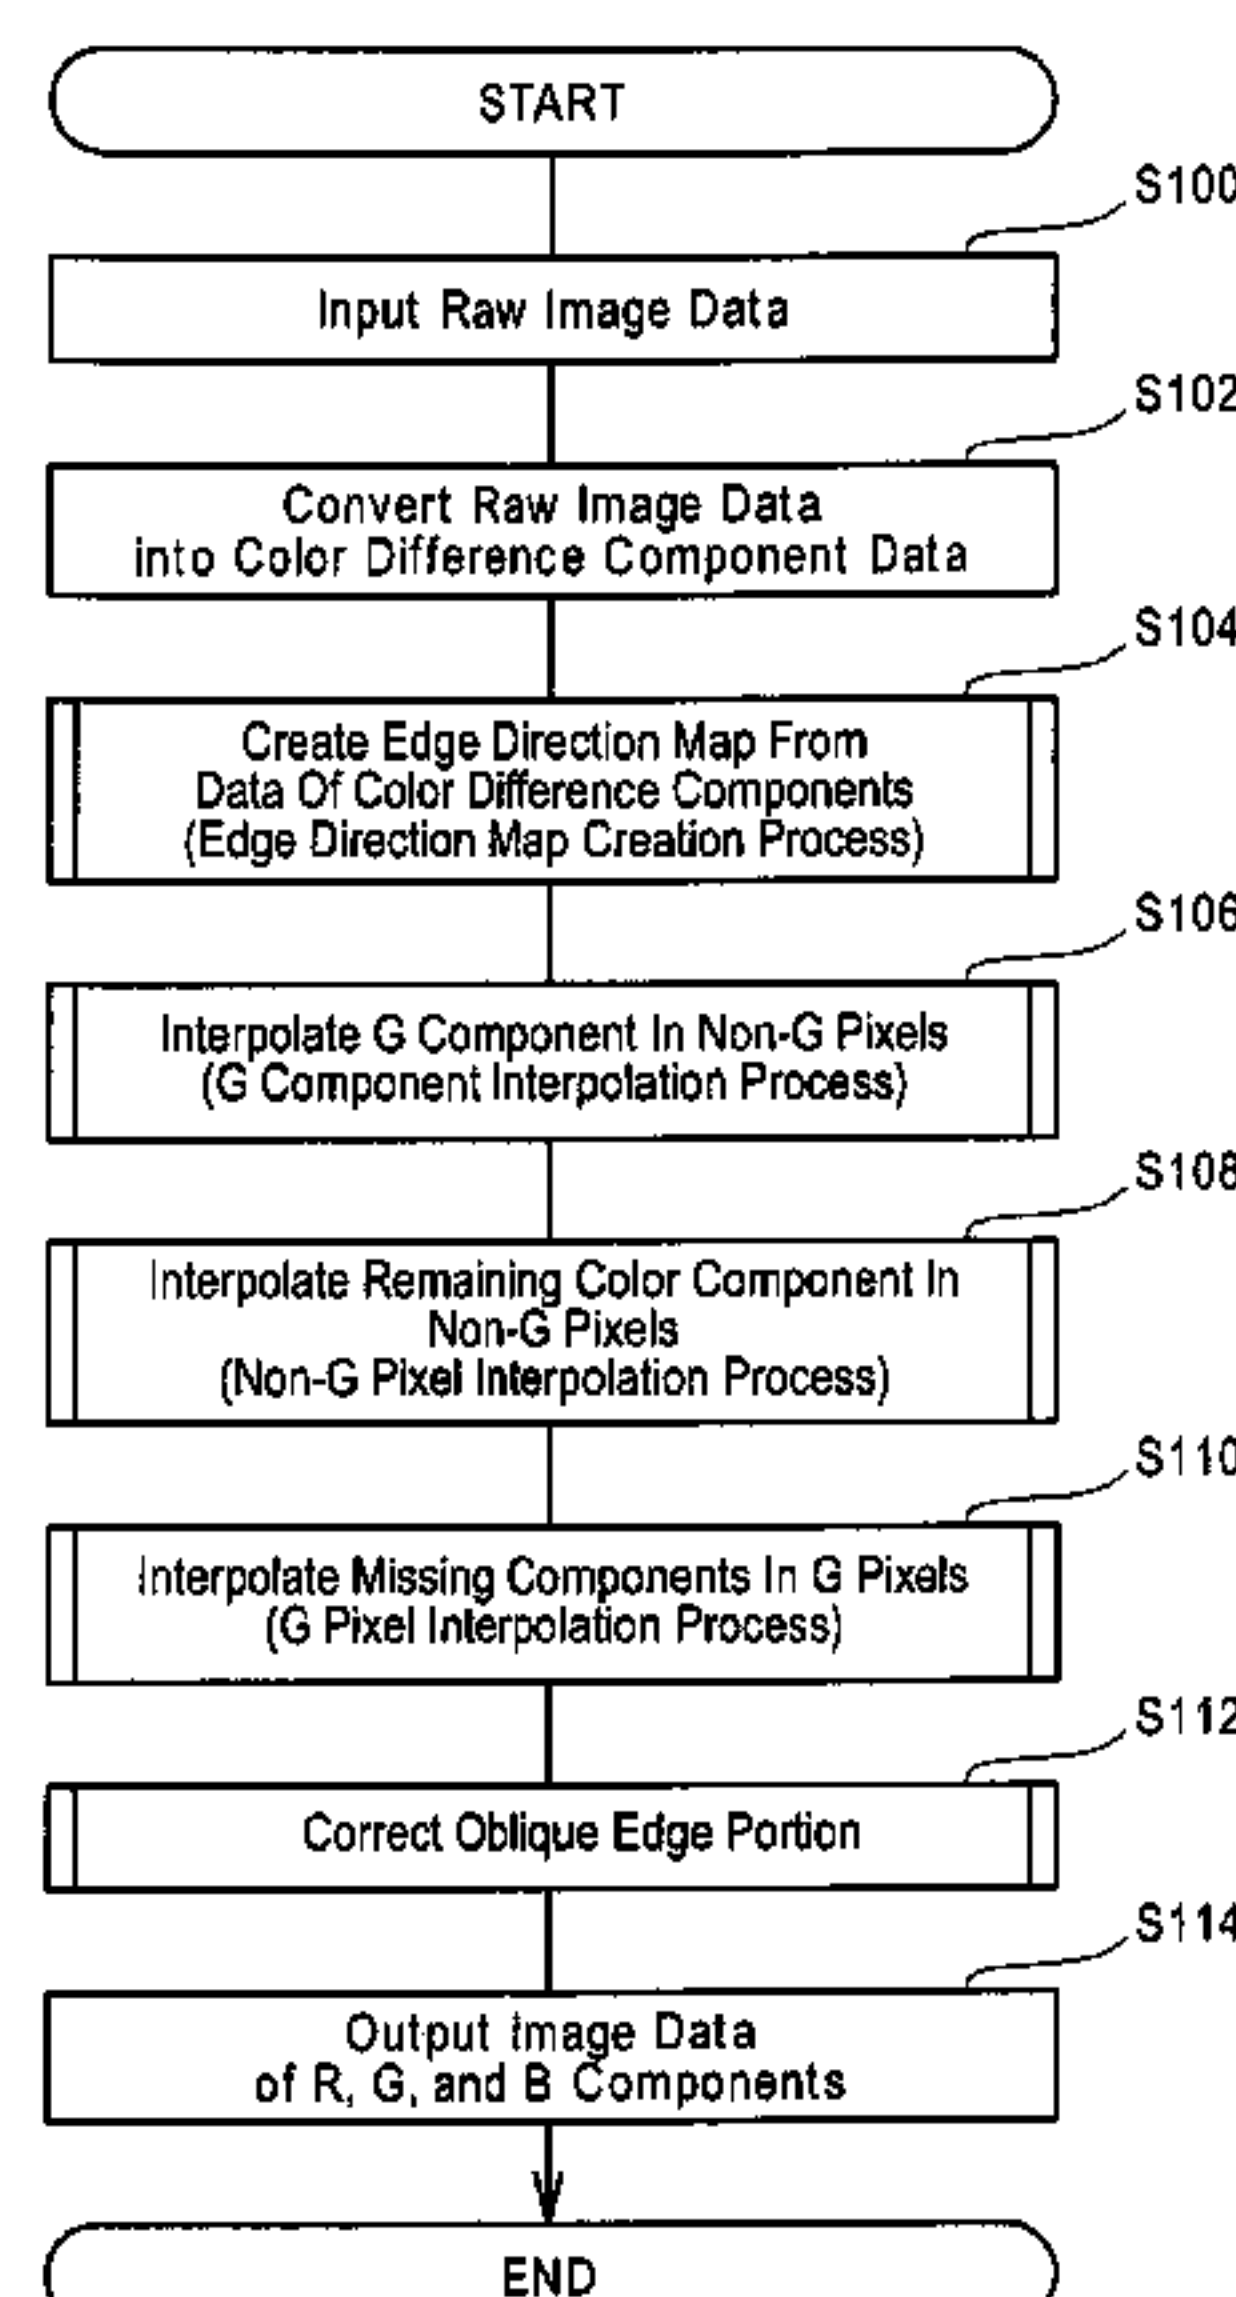 START
S100
Input Raw Image Data
S102
Convert Raw Image Data
into Color Difference Component Data
S104
Create Edge Direction Map From
Data Of Color Difference Components
(Edge Direction Map Creation Process)
S106
Interpolate G Component In Non-G Pixels
(G Component Interpolation Process)
S108
Interpolate Remaining Color Component In
Non-G Pixels
(Non-G Pixel Interpolation Process)
S110
Interpolate Missing Components In G Pixels
(G Pixel Interpolation Process)
S112
Correct Oblique Edge Portion
S114
Output Image Data
of R, G, and B Components
END